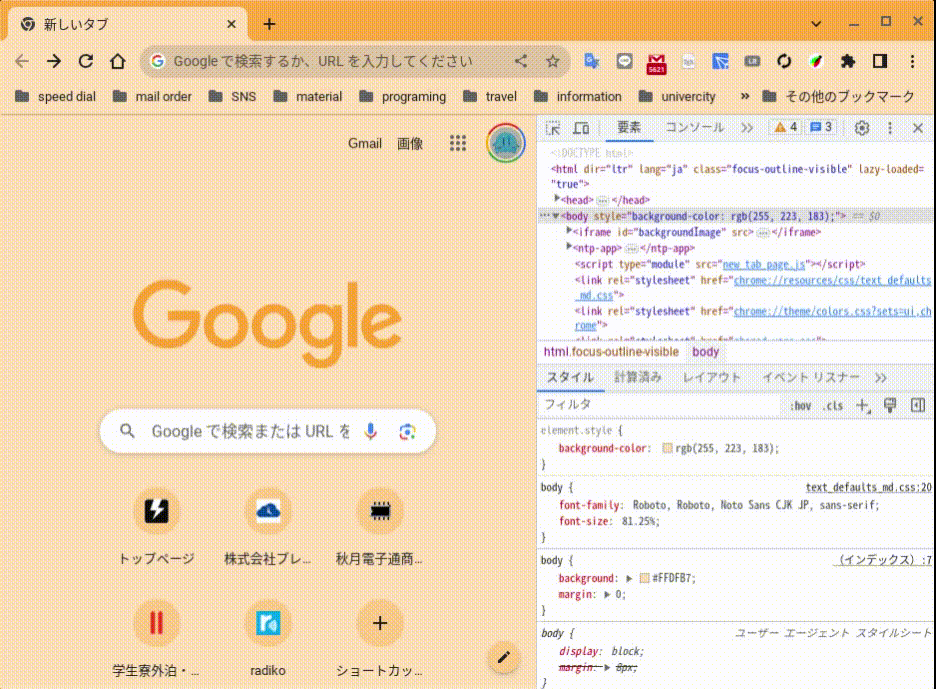 新しいタブ
Google で検索するか、URL を入力してください
5621
speed dial
mail order
SNS
material
programing
travel
information
univercity
»
その他のブックマーク
Gmail 画像
Google
Google で検索または URL を
トップページ
株式会社ブレ...
秋月電子通商...
学生寮外泊・...
radiko
ショートカッ...
要素 コンソール 4 3
<!DOCTYPE html>
<html dir="ltr" lang="ja" class="focus-outline-visible" lazy-loaded=
"true">
<head> … </head>
<body style="background-color: rgb(255, 223, 183);"> == $0
<iframe id="backgroundImage" src> … </iframe>
<ntp-app> … </ntp-app>
<script type="module" src="new_tab_page.js"></script>
<link rel="stylesheet" href="chrome://resources/css/text_defaults
_md.css">
<link rel="stylesheet" href="chrome://theme/colors.css?sets=ui,ch
rome">
html.focus-outline-visible body
スタイル 計算済み レイアウト イベント リスナー
フィルタ :hov .cls
element.style {
background-color: rgb(255, 223, 183);
}
body { text_defaults_md.css:20
font-family: Roboto, Roboto, Noto Sans CJK JP, sans-serif;
font-size: 81.25%;
}
body { (インデックス):7
background: #FFDFB7;
margin: 0;
}
body { ユーザー エージェント スタイルシート
display: block;
margin: 8px;
}